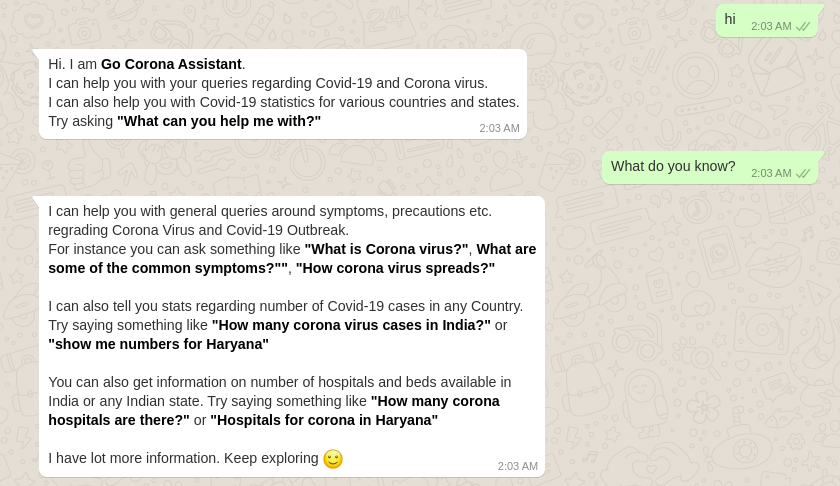 hi
2:03 AM
Hi. I am Go Corona Assistant.
I can help you with your queries regarding Covid-19 and Corona virus.
I can also help you with Covid-19 statistics for various countries and states.
Try asking "What can you help me with?"
2:03 AM
What do you know?
2:03 AM
I can help you with general queries around symptoms, precautions etc.
regrading Corona Virus and Covid-19 Outbreak.
For instance you can ask something like "What is Corona virus?", What are
some of the common symptoms?"", "How corona virus spreads?"
I can also tell you stats regarding number of Covid-19 cases in any Country.
Try saying something like "How many corona virus cases in India?" or
"show me numbers for Haryana"
You can also get information on number of hospitals and beds available in
India or any Indian state. Try saying something like "How many corona
hospitals are there?" or "Hospitals for corona in Haryana"
I have lot more information. Keep exploring 🙂
2:03 AM